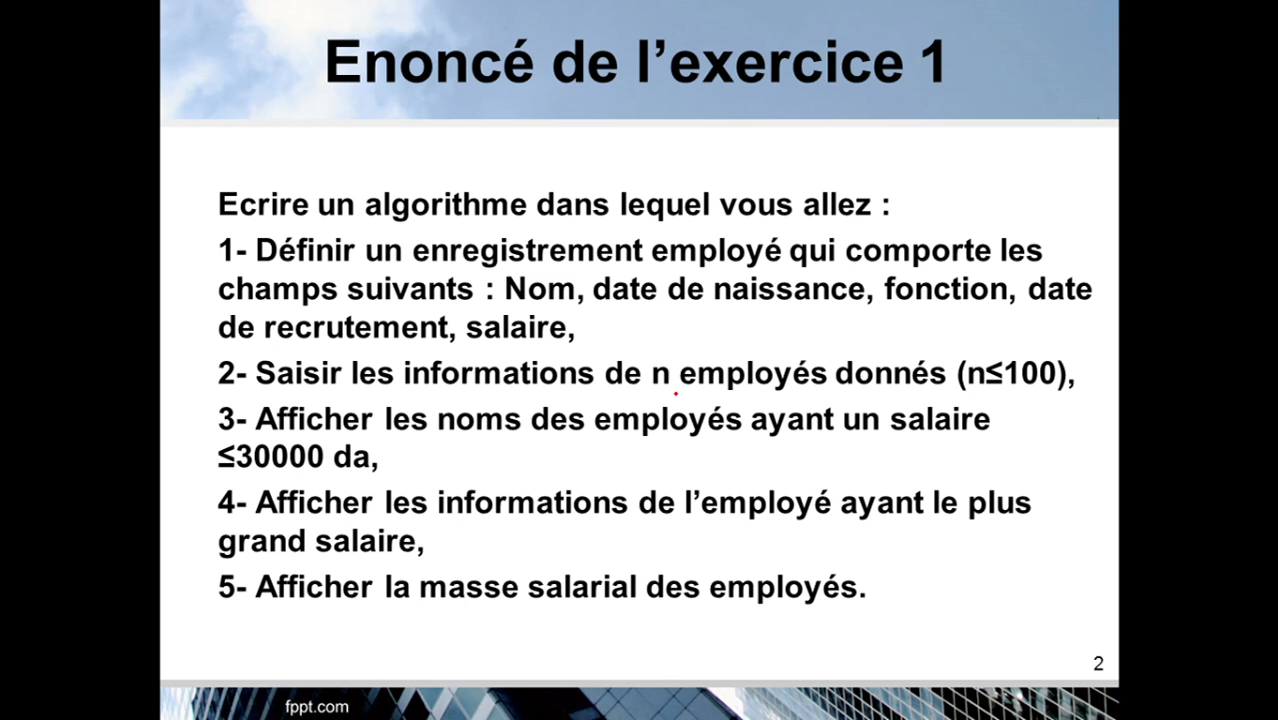 Enoncé de l’exercice 1
Ecrire un algorithme dans lequel vous allez :
1- Définir un enregistrement employé qui comporte les
champs suivants : Nom, date de naissance, fonction, date
de recrutement, salaire,
2- Saisir les informations de n employés donnés (n≤100),
3- Afficher les noms des employés ayant un salaire
≤30000 da,
4- Afficher les informations de l’employé ayant le plus
grand salaire,
5- Afficher la masse salarial des employés.
2
fppt.com